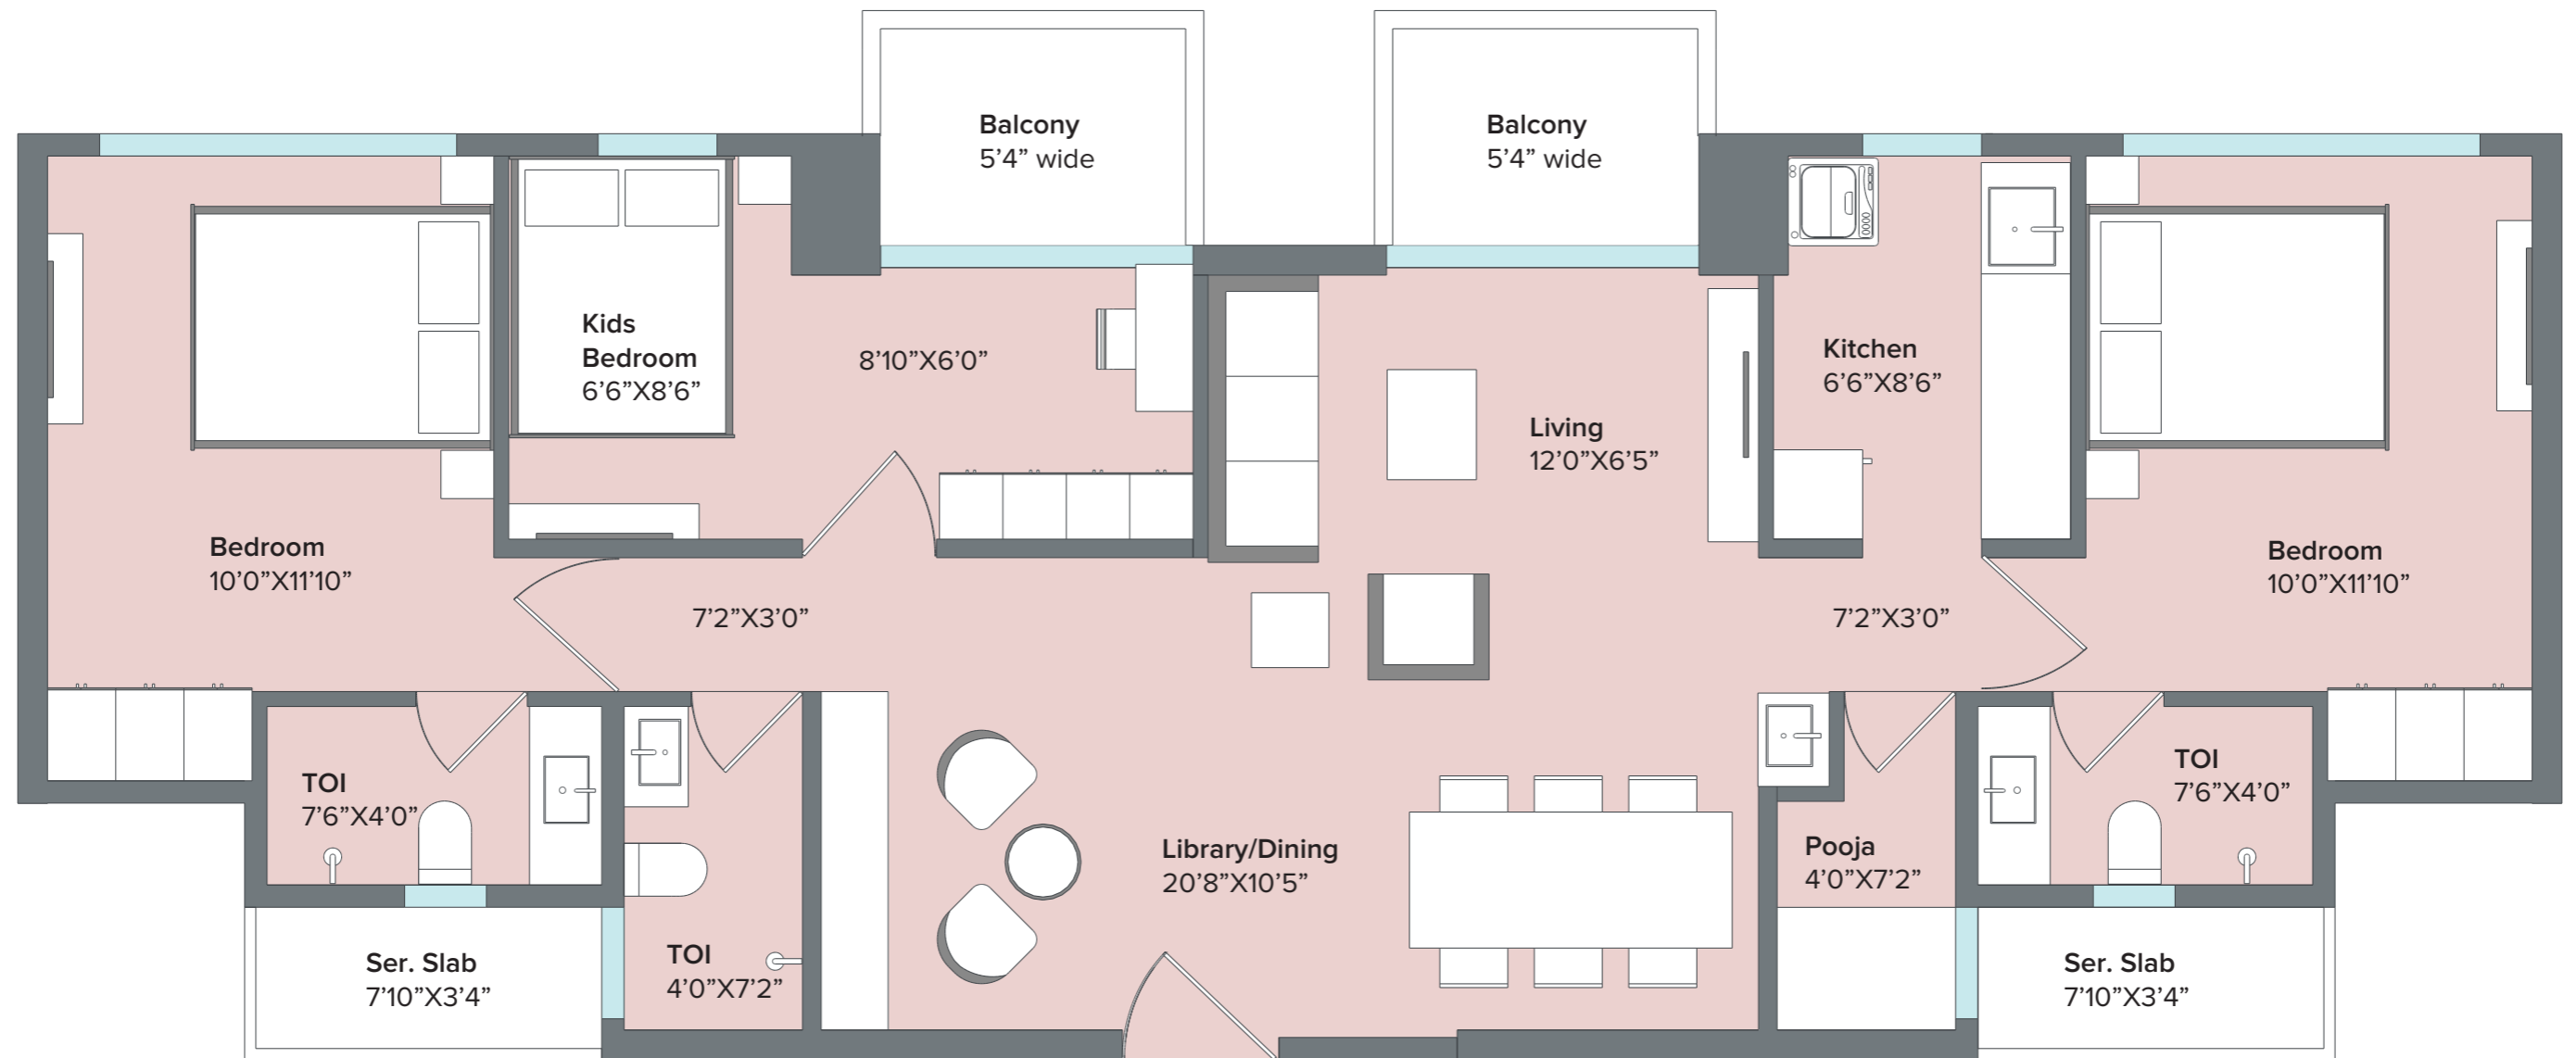 Balcony
5’4” wide
Balcony
5’4” wide
Kids
Bedroom
6’6”X8’6”
8’10”X6’0”
Living
12’0”X6’5”
Kitchen
6’6”X8’6”
Bedroom
10’0”X11’10”
Bedroom
10’0”X11’10”
7’2”X3’0”
7’2”X3’0”
TOI
7’6”X4’0”
TOI
7’6”X4’0”
Library/Dining
20’8”X10’5”
Pooja
4’0”X7’2”
Ser. Slab
7’10”X3’4”
TOI
4’0”X7’2”
Ser. Slab
7’10”X3’4”